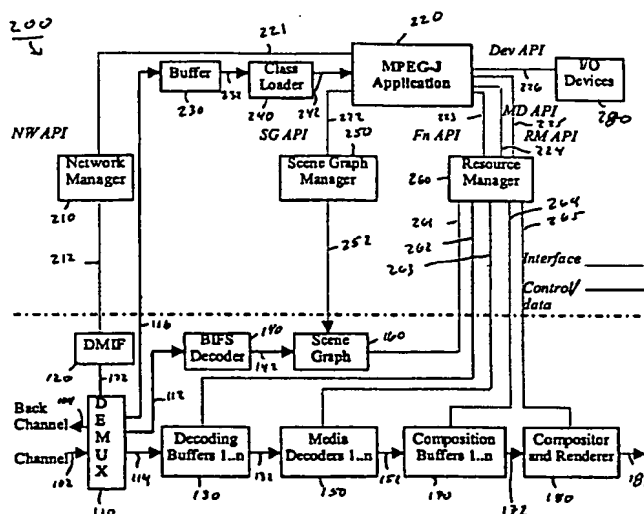 200
221
220
MPEG-J
Application
Dev API
I/O
Devices
226
280
Buffer
230
232
Class
Loader
240
242
222
223
MD API
225
NW API
SG API
250
Fn API
RM API
224
Network
Manager
210
Scene Graph
Manager
Resource
Manager
260
264
265
261
262
263
212
252
Interface
Control/
data
116
DMIF
120
122
BIFS
Decoder
140
142
Scene
Graph
160
112
Back
Channel
104
DEMUX
Channel
102
110
114
Decoding
Buffers 1..n
130
132
Media
Decoders 1..n
150
Composition
Buffers 1..n
172
Compositor
and Renderer
180